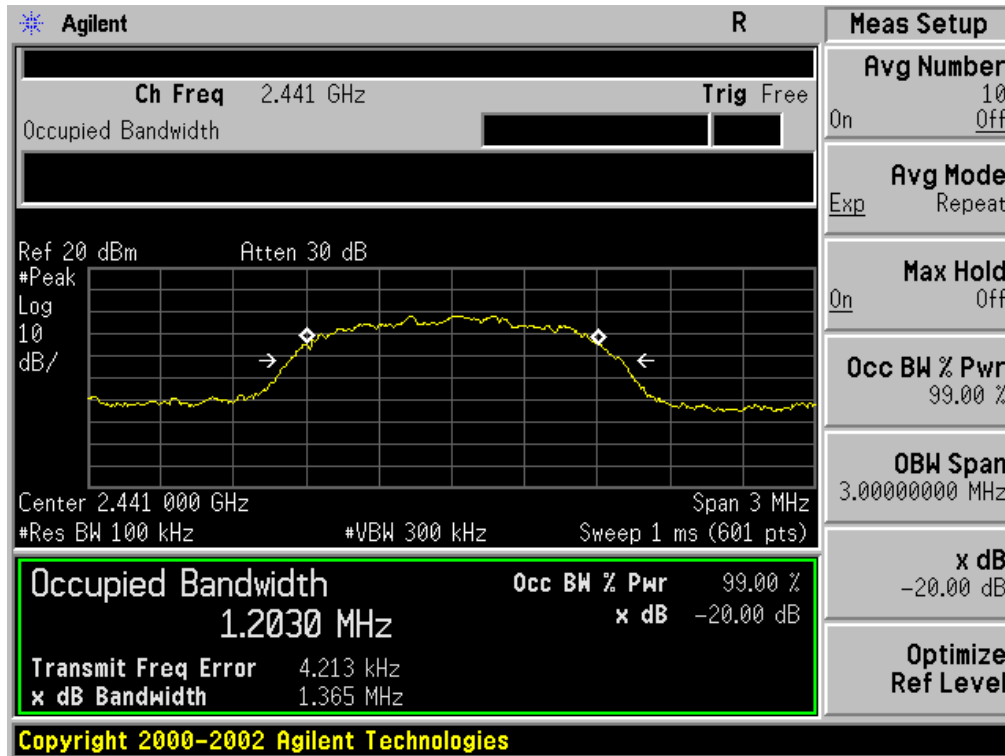 Agilent
R
Meas Setup
Ch Freq 2.441 GHz
Trig Free
Occupied Bandwidth
Avg Number
10
On Off
Avg Mode
Exp Repeat
Max Hold
On Off
Occ BW % Pwr
99.00 %
OBW Span
3.00000000 MHz
x dB
-20.00 dB
Optimize
Ref Level
Ref 20 dBm
Atten 30 dB
#Peak
Log
10
dB/
Center 2.441 000 GHz
Span 3 MHz
#Res BW 100 kHz
#VBW 300 kHz
Sweep 1 ms (601 pts)
Occupied Bandwidth
1.2030 MHz
Occ BW % Pwr 99.00 %
x dB -20.00 dB
Transmit Freq Error 4.213 kHz
x dB Bandwidth 1.365 MHz
Copyright 2000-2002 Agilent Technologies